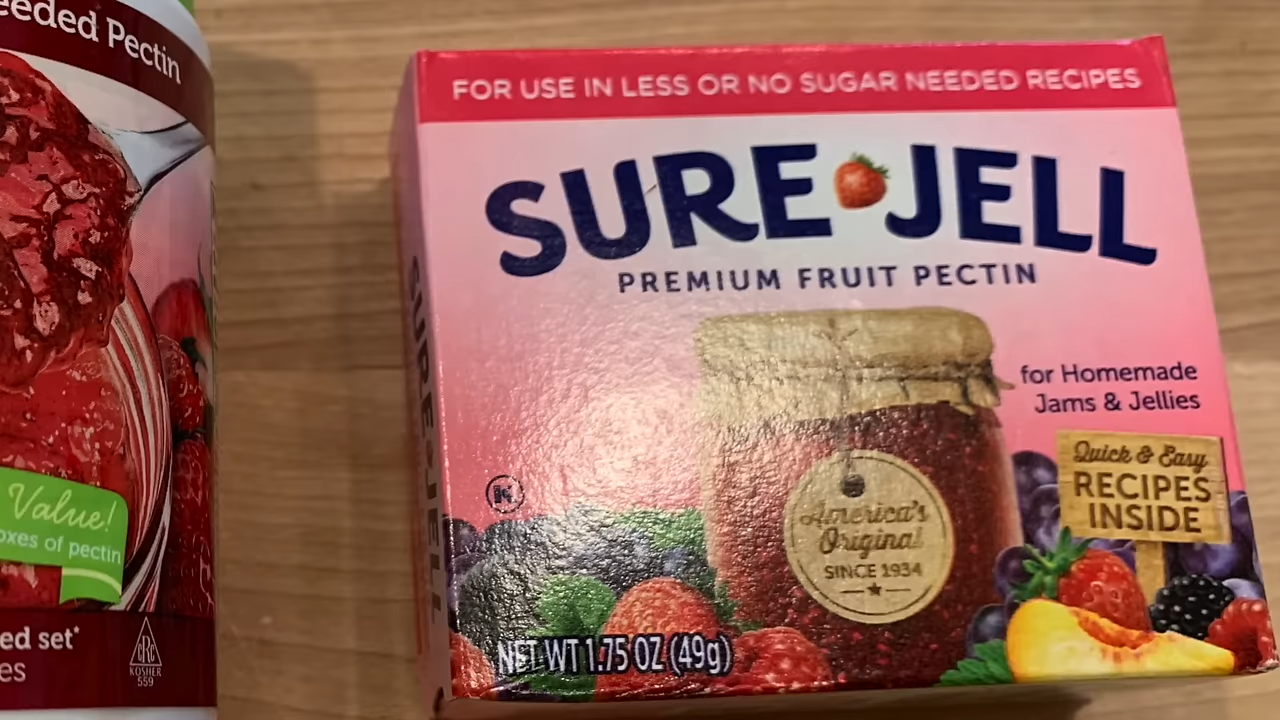 eeded Pectin
Value!
oxes of pectin
ed set*
es
CRC
KOSHER
559
FOR USE IN LESS OR NO SUGAR NEEDED RECIPES
SURE JELL
PREMIUM FRUIT PECTIN
for Homemade
Jams & Jellies
Quick & Easy
RECIPES
INSIDE
K
America's
Original
SINCE 1934
NET WT 1.75 OZ (49g)
SURE JELL